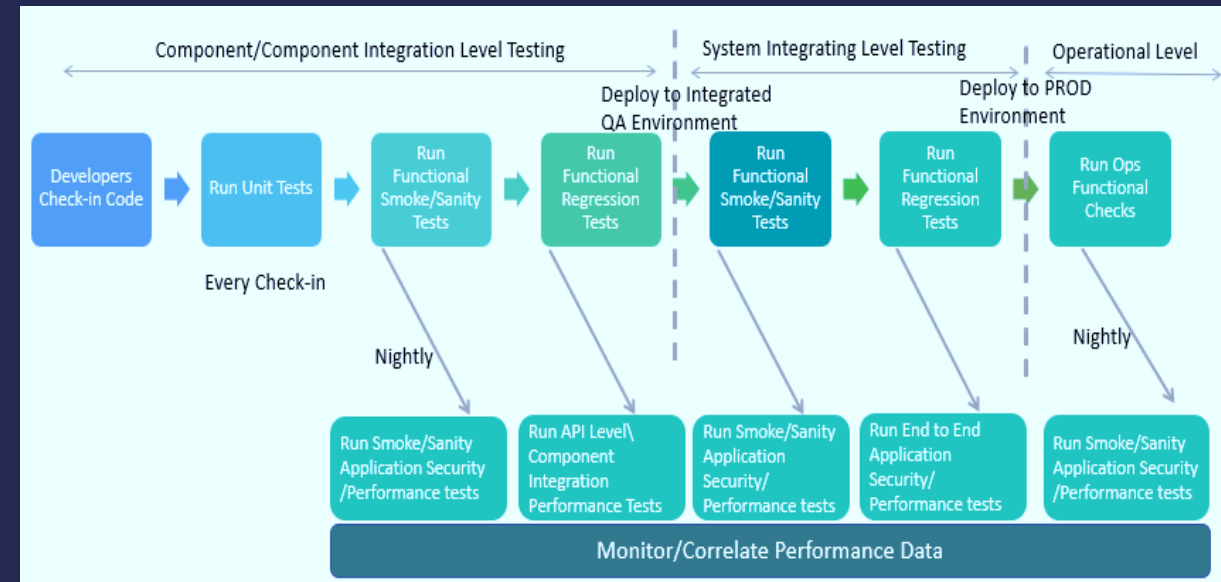 Component/Component Integration Level Testing
System Integrating Level Testing
Operational Level
Deploy to Integrated
QA Environment
Deploy to PROD
Environment
Developers
Check-in Code
Run Unit Tests
Run
Functional
Smoke/Sanity
Tests
Run
Functional
Regression
Tests
Run
Functional
Smoke/Sanity
Tests
Run
Functional
Regression
Tests
Run Ops
Functional
Checks
Every Check-in
Nightly
Nightly
Run Smoke/Sanity
Application Security
/Performance tests
Run API Level\
Component
Integration
Performance Tests
Run Smoke/Sanity
Application
Security/
Performance tests
Run End to End
Application
Security/
Performance tests
Run Smoke/Sanity
Application Security
/Performance tests
Monitor/Correlate Performance Data